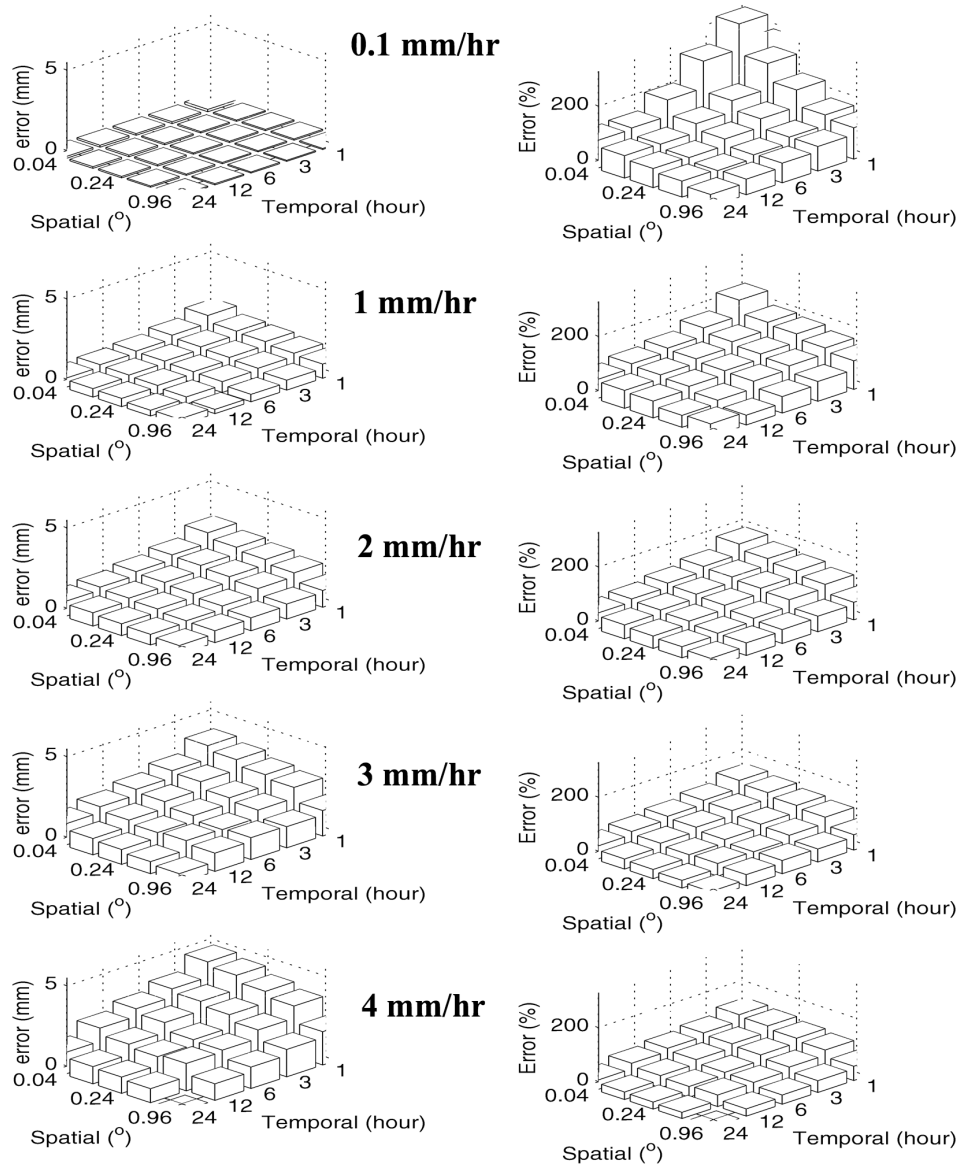 0.1 mm/hr
error (mm)
5
0
0.04
0.24
0.96
24
12
6
3
1
Spatial (o)
Temporal (hour)
Error (%)
200
0
0.04
0.24
0.96
24
12
6
3
1
Spatial (o)
Temporal (hour)
1 mm/hr
error (mm)
5
0
0.04
0.24
0.96
24
12
6
3
1
Spatial (o)
Temporal (hour)
Error (%)
200
0
0.04
0.24
0.96
24
12
6
3
1
Spatial (o)
Temporal (hour)
2 mm/hr
error (mm)
5
0
0.04
0.24
0.96
24
12
6
3
1
Spatial (o)
Temporal (hour)
Error (%)
200
0
0.04
0.24
0.96
24
12
6
3
1
Spatial (o)
Temporal (hour)
3 mm/hr
error (mm)
5
0
0.04
0.24
0.96
24
12
6
3
1
Spatial (o)
Temporal (hour)
Error (%)
200
0
0.04
0.24
0.96
24
12
6
3
1
Spatial (o)
Temporal (hour)
4 mm/hr
error (mm)
5
0
0.04
0.24
0.96
24
12
6
3
1
Spatial (o)
Temporal (hour)
Error (%)
200
0
0.04
0.24
0.96
24
12
6
3
1
Spatial (o)
Temporal (hour)